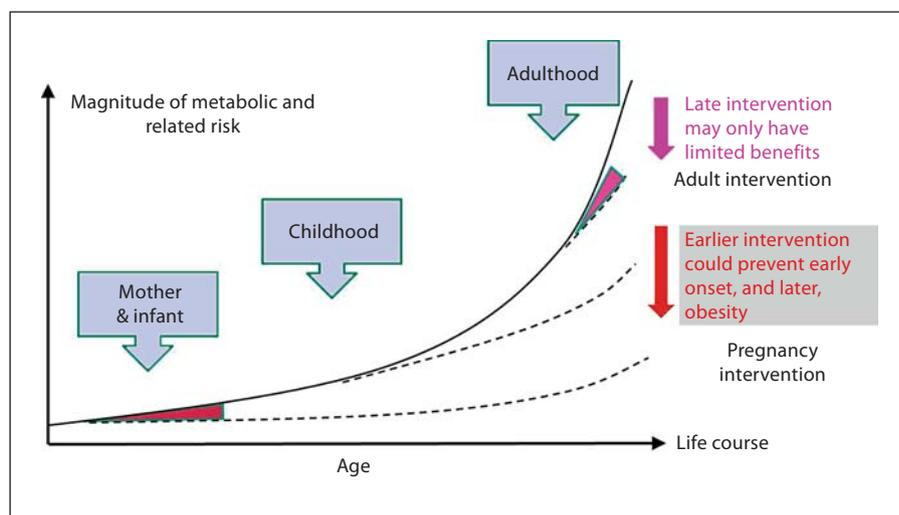 Magnitude of metabolic and
related risk
Mother
& infant
Childhood
Adulthood
Late intervention
may only have
limited benefits
Adult intervention
Earlier intervention
could prevent early
onset, and later,
obesity
Pregnancy
intervention
Life course
Age